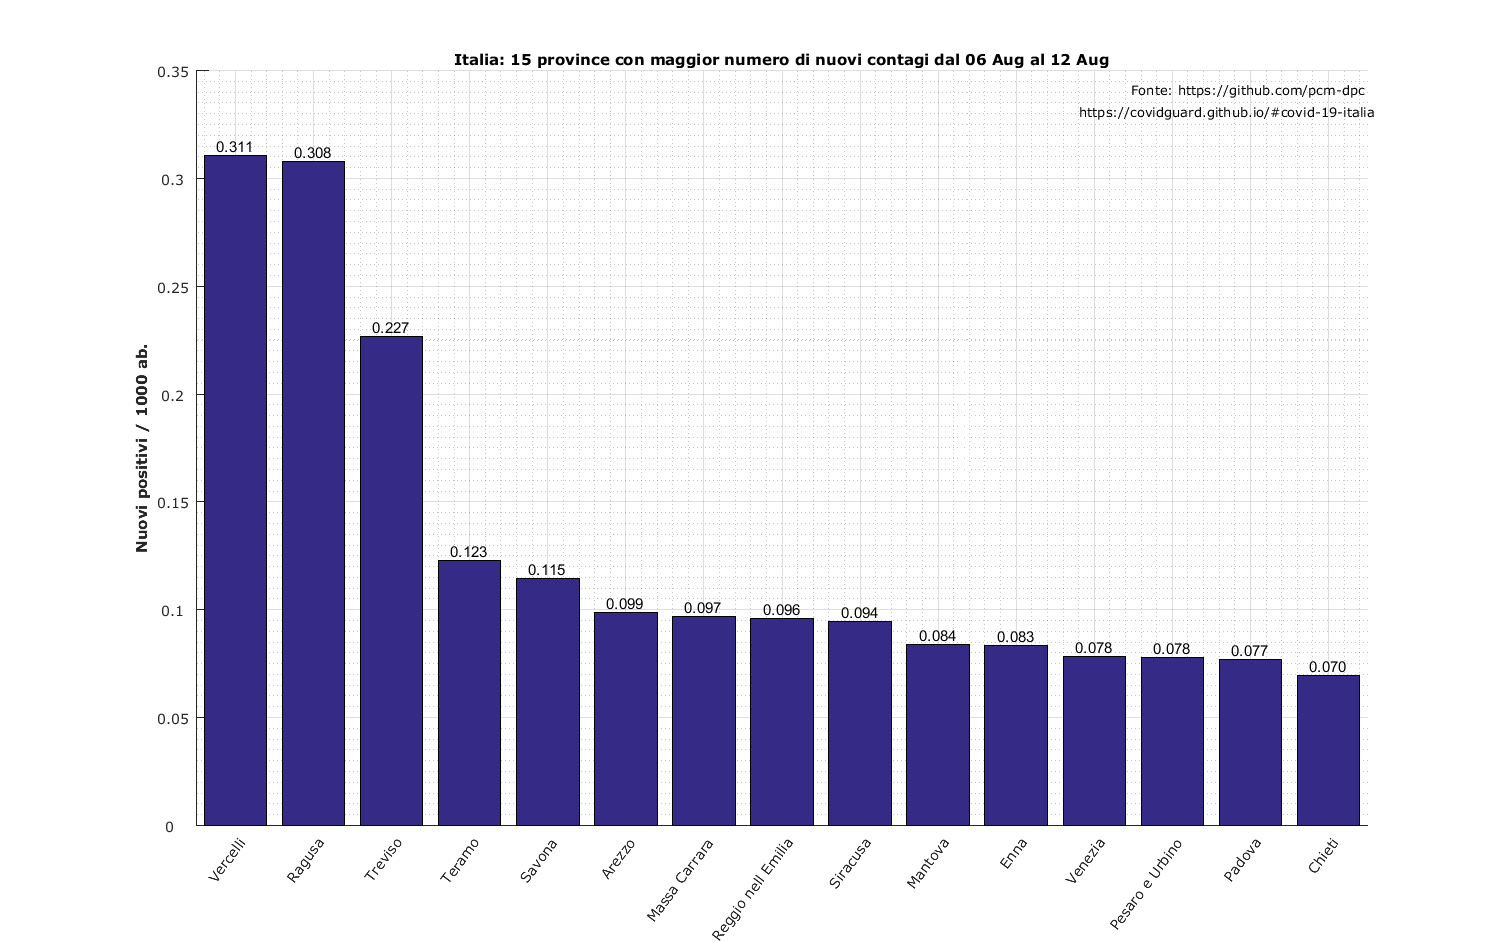 Italia: 15 province con maggior numero di nuovi contagi dal 06 Aug al 12 Aug
Fonte: https://github.com/pcm-dpc
https://covidguard.github.io/#covid-19-italia
Nuovi positivi / 1000 ab.
0.35
0.3
0.25
0.2
0.15
0.1
0.05
0
0.311
0.308
0.227
0.123
0.115
0.099
0.097
0.096
0.094
0.084
0.083
0.078
0.078
0.077
0.070
Vercelli
Ragusa
Treviso
Teramo
Savona
Arezzo
Massa Carrara
Reggio nell Emilia
Siracusa
Mantova
Enna
Venezia
Pesaro e Urbino
Padova
Chieti